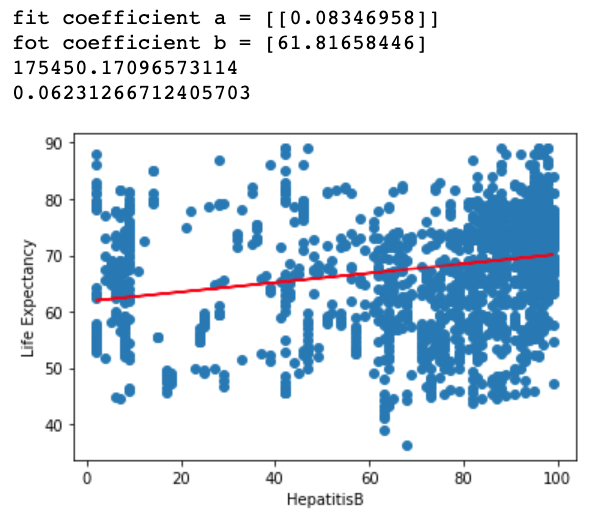 fit coefficient a = [[0.08346958]]
fot coefficient b = [61.81658446]
175450.17096573114
0.06231266712405703
90
80
70
60
50
40
Life Expectancy
0 20 40 60 80 100
HepatitisB